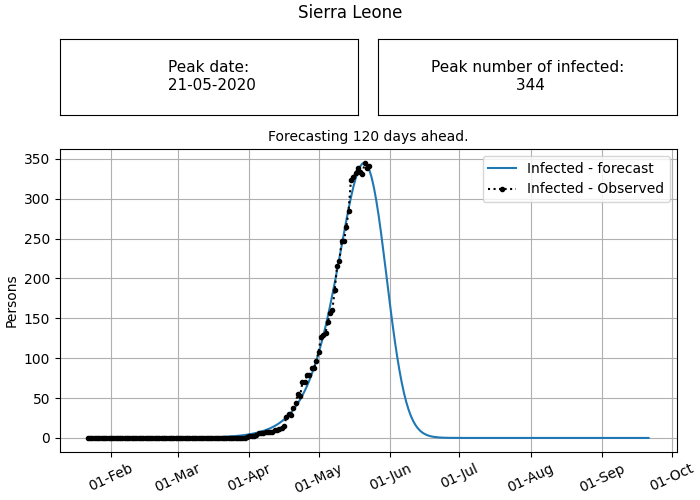 Sierra Leone
Peak date:
21-05-2020
Peak number of infected:
344
Forecasting 120 days ahead.
Infected - forecast
Infected - Observed
Persons
350
300
250
200
150
100
50
0
01-Feb
01-Mar
01-Apr
01-May
01-Jun
01-Jul
01-Aug
01-Sep
01-Oct